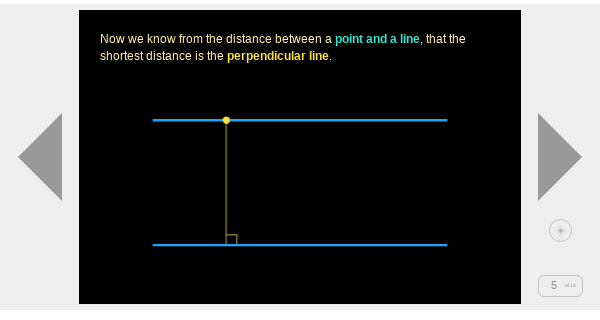 Now we know from the distance between a point and a line, that the
shortest distance is the perpendicular line.
5 of 14